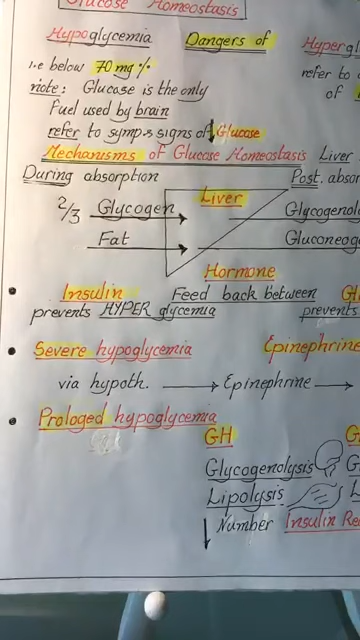 Glucose Homeostasis
Hypoglycemia Dangers of Hypergl
i.e below 70 mg % refer to
note: Glucose is the only of
Fuel used by brain
refer to symp.s signs of ↓ Glucose
Mechanisms of Glucose Homeostasis Liver
During absorption Post. absor
2/3 Glycogen Liver Glycogenol
Fat Gluconeog
Hormone
• Insulin Feed back between Gl
prevents HYPER glycemia prevents
• Severe hypoglycemia Epinephrine
via hypoth. → Epinephrine →
• Prologed hypoglycemia
GH G
Glycogenolysis G
Lipolysis L
↓ Number Insulin Re